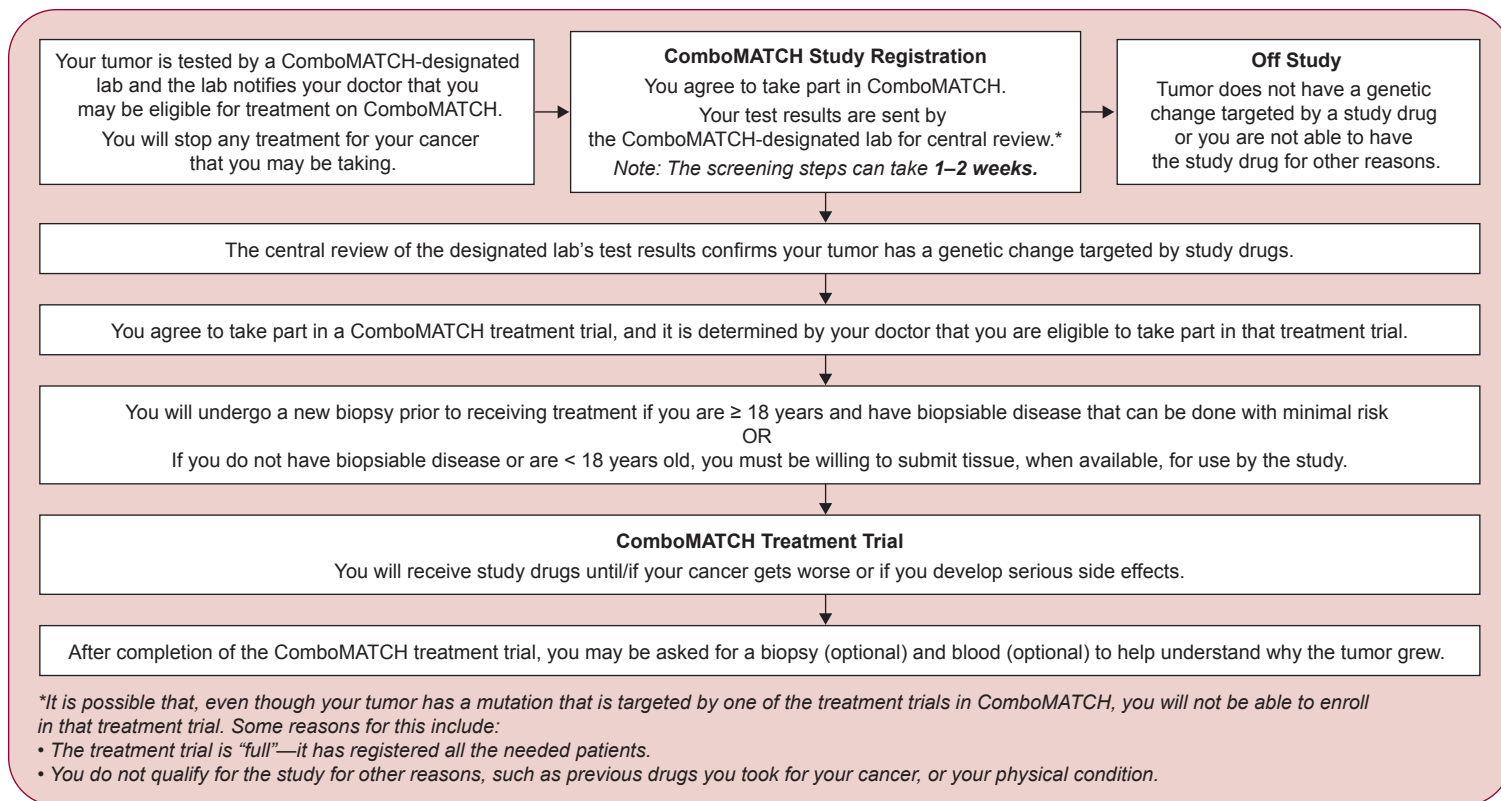 Your tumor is tested by a ComboMATCH-designated
lab and the lab notifies your doctor that you
may be eligible for treatment on ComboMATCH.
You will stop any treatment for your cancer
that you may be taking.
ComboMATCH Study Registration
You agree to take part in ComboMATCH.
Your test results are sent by
the ComboMATCH-designated lab for central review.*
Note: The screening steps can take 1–2 weeks.
Off Study
Tumor does not have a genetic
change targeted by a study drug
or you are not able to have
the study drug for other reasons.
The central review of the designated lab’s test results confirms your tumor has a genetic change targeted by study drugs.
You agree to take part in a ComboMATCH treatment trial, and it is determined by your doctor that you are eligible to take part in that treatment trial.
You will undergo a new biopsy prior to receiving treatment if you are ≥ 18 years and have biopsiable disease that can be done with minimal risk
OR
If you do not have biopsiable disease or are < 18 years old, you must be willing to submit tissue, when available, for use by the study.
ComboMATCH Treatment Trial
You will receive study drugs until/if your cancer gets worse or if you develop serious side effects.
After completion of the ComboMATCH treatment trial, you may be asked for a biopsy (optional) and blood (optional) to help understand why the tumor grew.
*It is possible that, even though your tumor has a mutation that is targeted by one of the treatment trials in ComboMATCH, you will not be able to enroll
in that treatment trial. Some reasons for this include:
• The treatment trial is “full”—it has registered all the needed patients.
• You do not qualify for the study for other reasons, such as previous drugs you took for your cancer, or your physical condition.